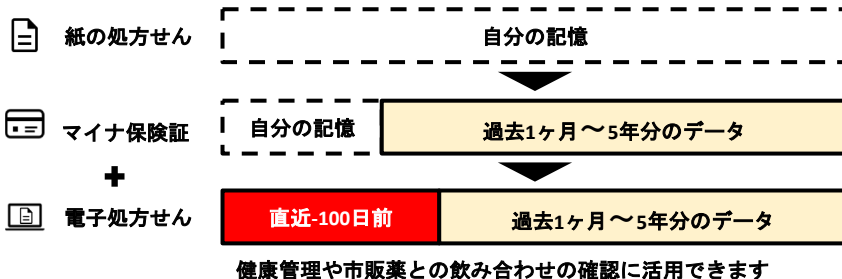 紙の処方せん
自分の記憶
マイナ保険証
自分の記憶
過去1ヶ月〜5年分のデータ
+
電子処方せん
直近-100日前
過去1ヶ月〜5年分のデータ
健康管理や市販薬との飲み合わせの確認に活用できます